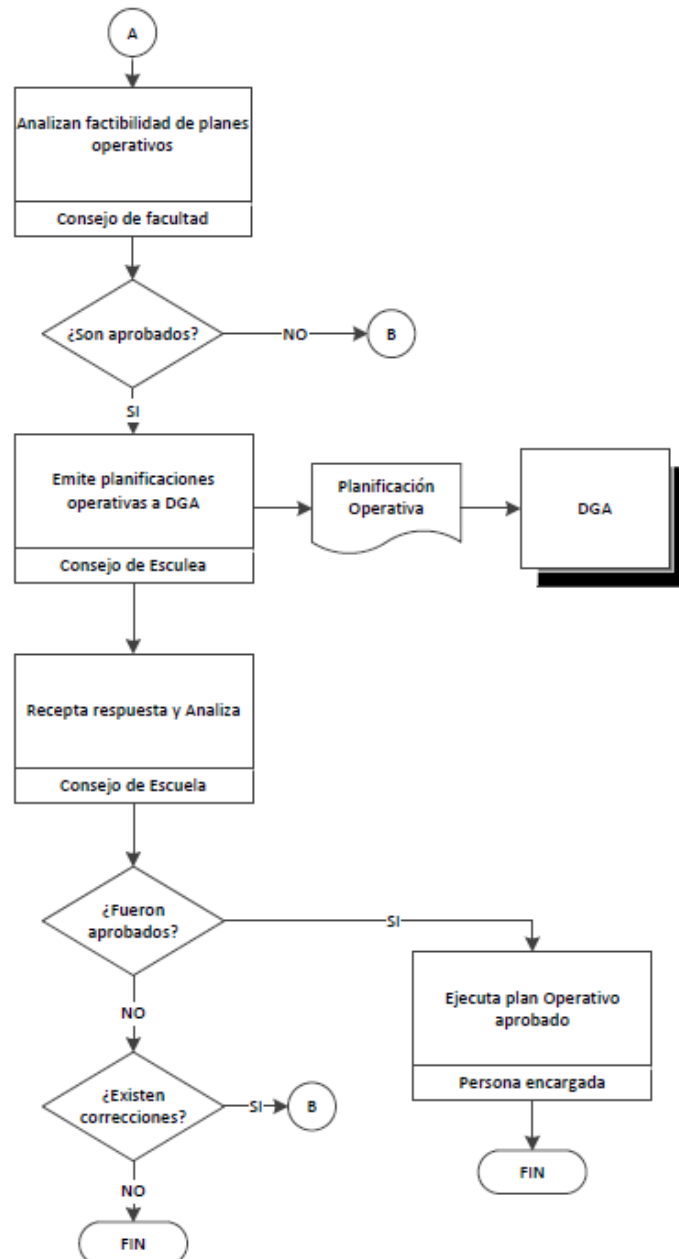 A
Analizan factibilidad de planes
operativos
Consejo de facultad
¿Son aprobados?
NO
B
SI
Emite planificaciones
operativas a DGA
Consejo de Esculea
Planificación
Operativa
DGA
Recepta respuesta y Analiza
Consejo de Escuela
¿Fueron
aprobados?
SI
Ejecuta plan Operativo
aprobado
Persona encargada
FIN
NO
¿Existen
correcciones?
SI
B
NO
FIN